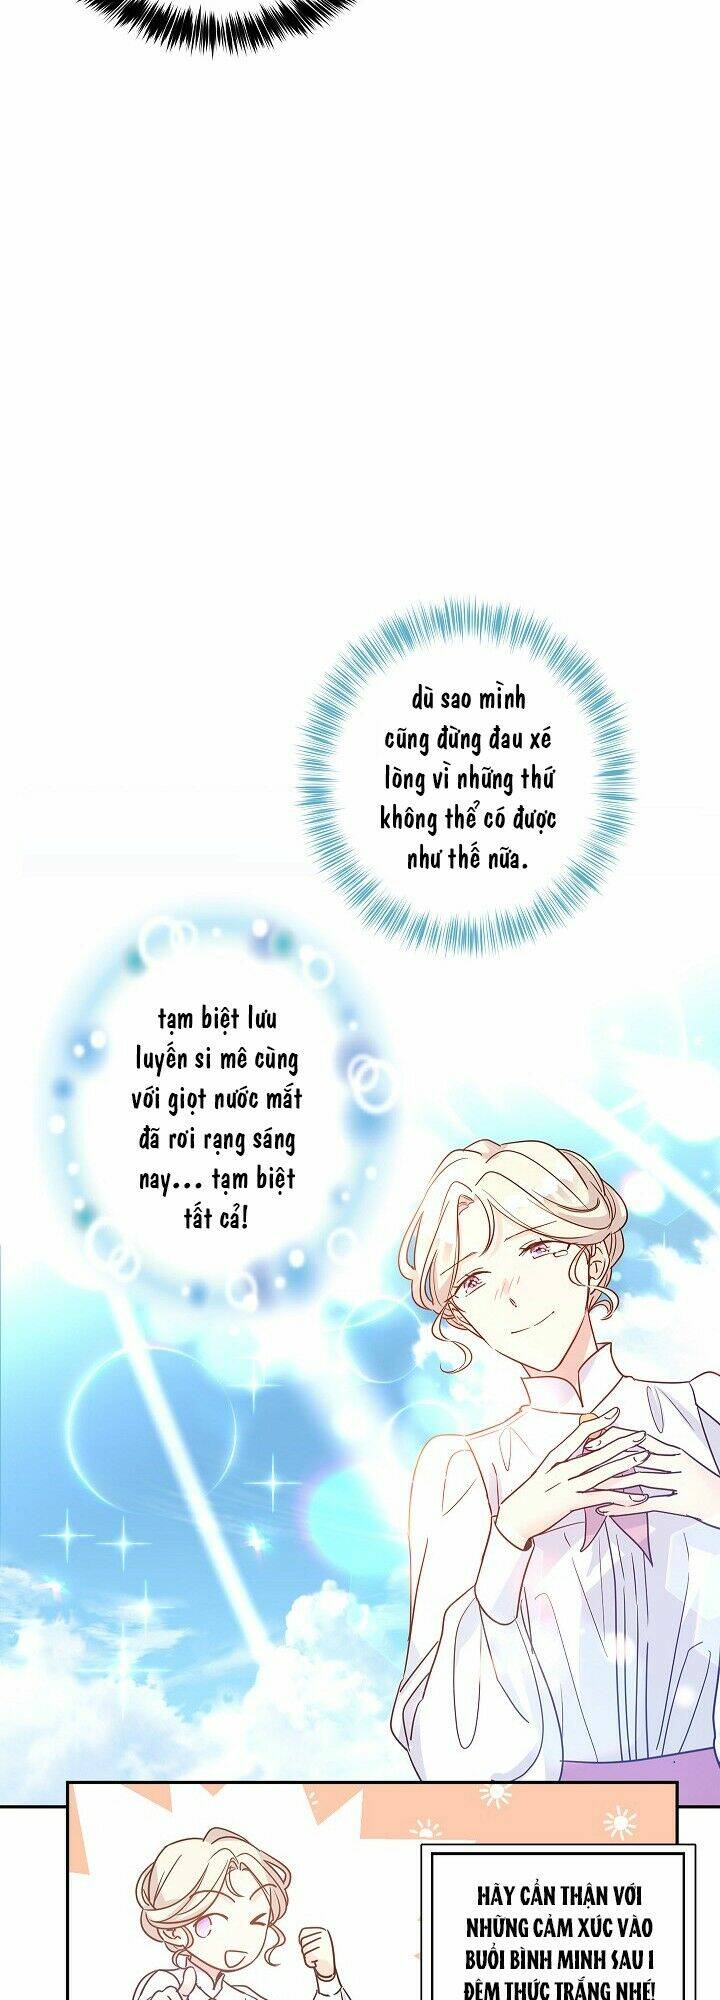 dù sao mình
cũng đừng đau xé
lòng vì những thứ
không thể có được
như thế nữa.
tạm biệt lưu
luyến si mê cùng
với giọt nước mắt
đã rơi rạng sáng
nay... tạm biệt
tất cả!
HÃY CẨN THẬN VỚI
NHỮNG CẢM XÚC VÀO
BUỔI BÌNH MINH SAU 1
ĐÊM THỨC TRẮNG NHÉ!